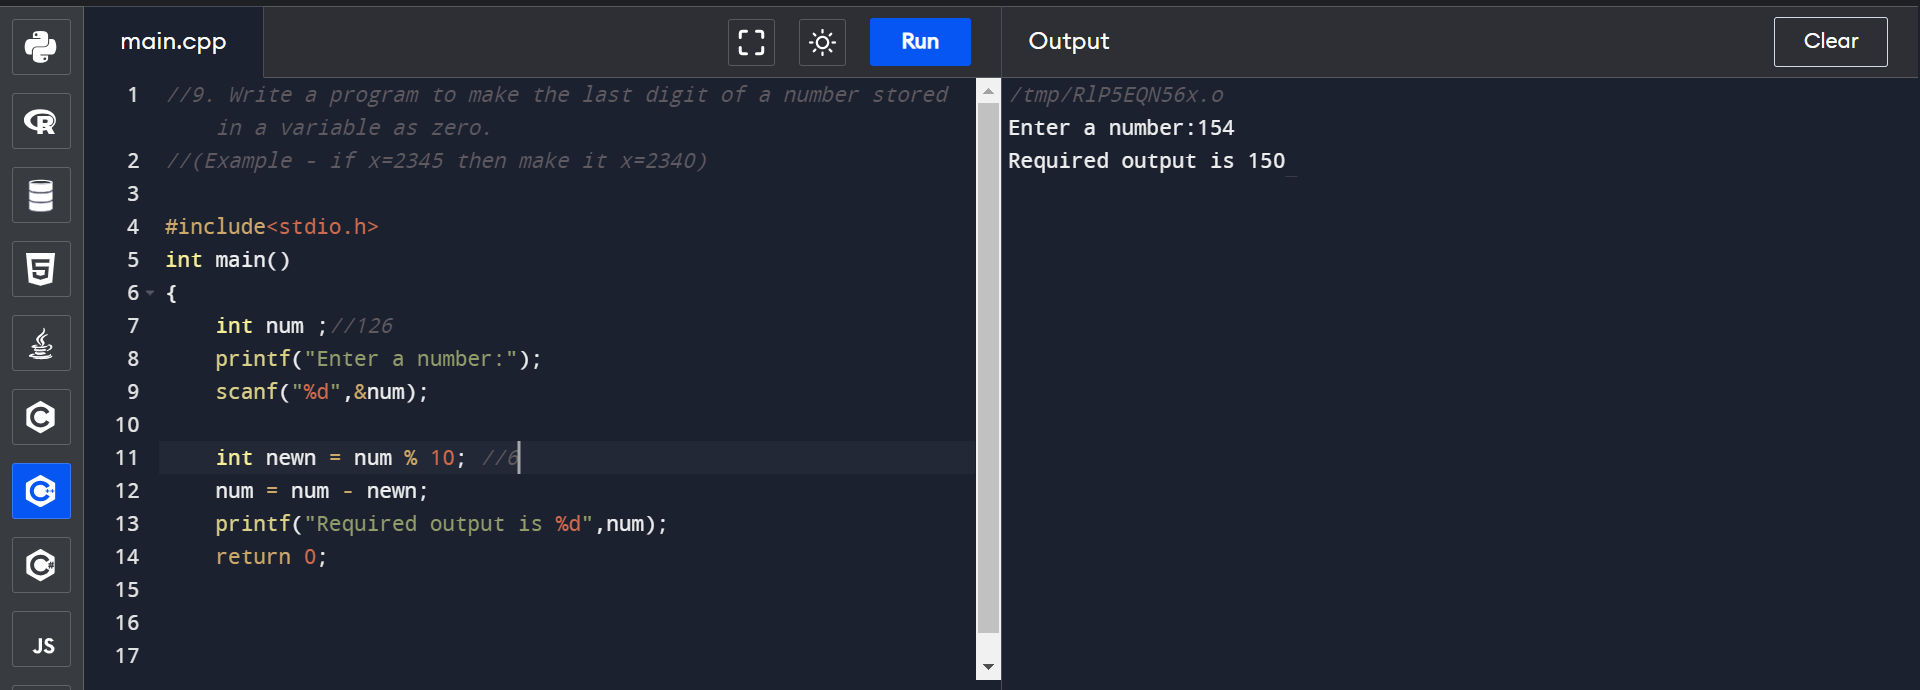 main.cpp
Run
1 //9. Write a program to make the last digit of a number stored
in a variable as zero.
2 //(Example - if x=2345 then make it x=2340)
3
4 #include<stdio.h>
5 int main()
6 {
7 int num ;//126
8 printf("Enter a number:");
9 scanf("%d",&num);
10
11 int newn = num % 10; //6
12 num = num - newn;
13 printf("Required output is %d",num);
14 return 0;
15
16
17
Output
Clear
/tmp/RlP5EQN56x.o
Enter a number:154
Required output is 150_
R
5
C
C++
C#
JS